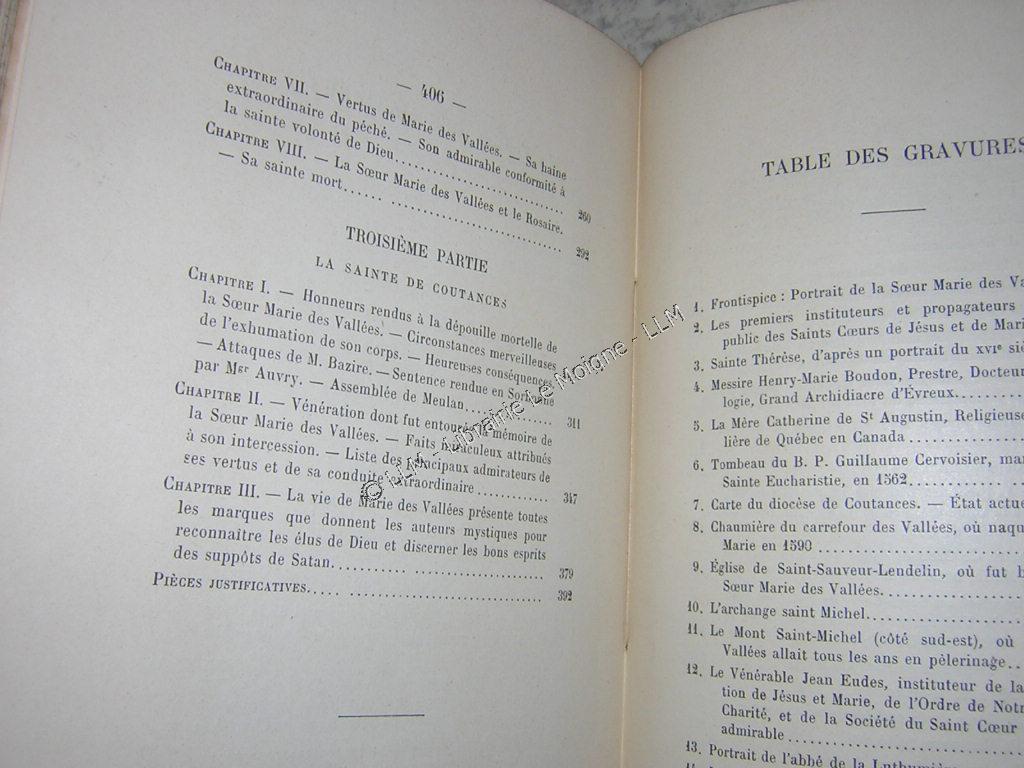 — 406 —
CHAPITRE VII. — Vertus de Marie des Vallées. — Sa haine
extraordinaire du péché. — Son admirable conformité à
la sainte volonté de Dieu........................ 260
CHAPITRE VIII. — La Sœur Marie des Vallées et le Rosaire.
— Sa sainte mort...... ........................ 292
TROISIÈME PARTIE
LA SAINTE DE COUTANCES
CHAPITRE I. — Honneurs rendus à la dépouille mortelle de
la Sœur Marie des Vallées. — Circonstances merveilleuses
de l'exhumation de son corps. — Heureuses conséquences.
— Attaques de M. Bazire. — Sentence rendue en Sorbonne
par Mgr Auvry. — Assemblée de Meulan............. 311
CHAPITRE II. — Vénération dont fut entourée la mémoire de
la Sœur Marie des Vallées. — Faits miraculeux attribués
à son intercession. — Liste des principaux admirateurs de
ses vertus et de sa conduite extraordinaire ........... 347
CHAPITRE III. — La vie de Marie des Vallées présente toutes
les marques que donnent les auteurs mystiques pour
reconnaître les élus de Dieu et discerner les bons esprits
des suppôts de Satan.......... .................. 379
PIÈCES JUSTIFICATIVES..... ........................ 392
© LLM - Librairie Le Moigne - LLM
TABLE DES GRAVURES
1. Frontispice : Portrait de la Sœur Marie des
2. Les premiers instituteurs et propagateurs
public des Saints Cœurs de Jésus et de
3. Sainte Thérèse, d'après un portrait du XVIe
4. Messire Henry-Marie Boudon, Prestre, Docteur
logie, Grand Archidiacre d'Évreux..........
5. La Mère Catherine de St Augustin, Religieuse
lière de Québec en Canada ................
6. Tombeau du B. P. Guillaume Cervoisier,
Sainte Eucharistie, en 1562...............
7. Carte du diocèse de Coutances. — État
8. Chaumière du carrefour des Vallées, où
Marie en 1590 ..........................
9. Église de Saint-Sauveur-Lendelin, où fut
Sœur Marie des Vallées..................
10. L'archange saint Michel....................
11. Le Mont Saint-Michel (côté sud-est), où
Vallées allait tous les ans en pèlerinage....
12. Le Vénérable Jean Eudes, instituteur de la
tion de Jésus et Marie, de l'Ordre de
Charité, et de la Société du Saint Cœur
admirable ............................
13. Portrait de l'abbé de la